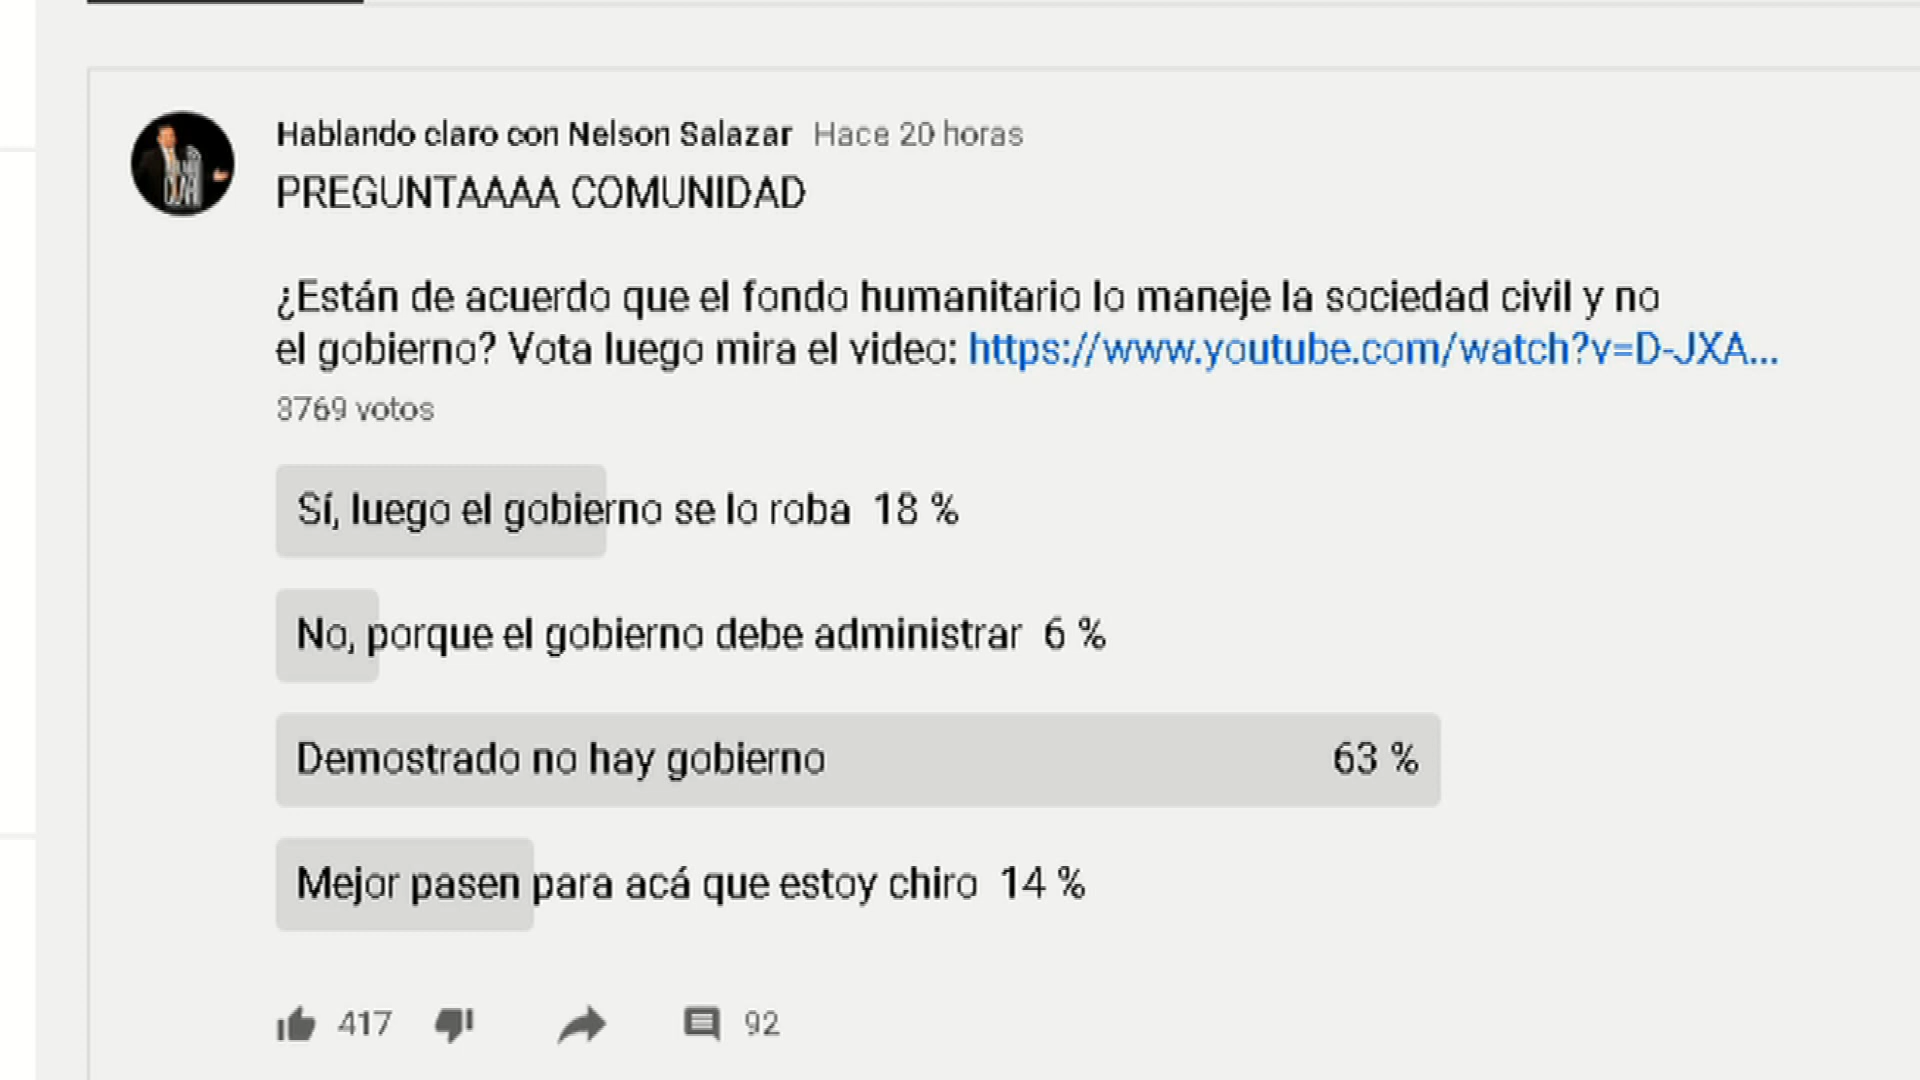 Hablando claro con Nelson Salazar Hace 20 horas
PREGUNTAAAA COMUNIDAD
¿Están de acuerdo que el fondo humanitario lo maneje la sociedad civil y no
el gobierno? Vota luego mira el video: https://www.youtube.com/watch?v=D-JXA...
3769 votos
Sí, luego el gobierno se lo roba 18 %
No, porque el gobierno debe administrar 6 %
Demostrado no hay gobierno 63 %
Mejor pasen para acá que estoy chiro 14 %
417 92